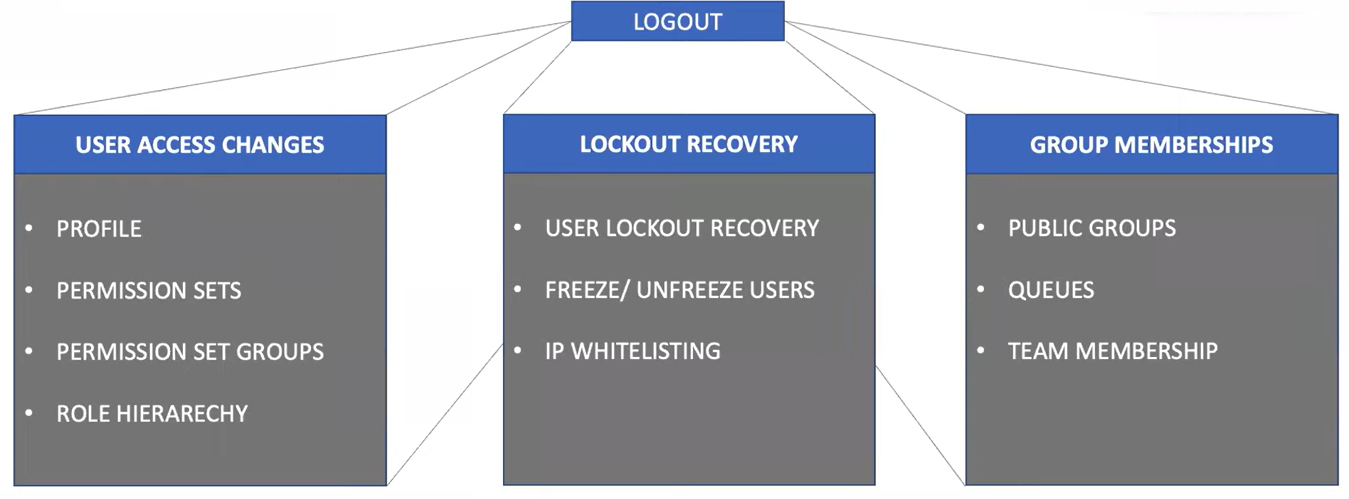 LOGOUT
USER ACCESS CHANGES
• PROFILE
• PERMISSION SETS
• PERMISSION SET GROUPS
• ROLE HIERARECHY
LOCKOUT RECOVERY
• USER LOCKOUT RECOVERY
• FREEZE/ UNFREEZE USERS
• IP WHITELISTING
GROUP MEMBERSHIPS
• PUBLIC GROUPS
• QUEUES
• TEAM MEMBERSHIP